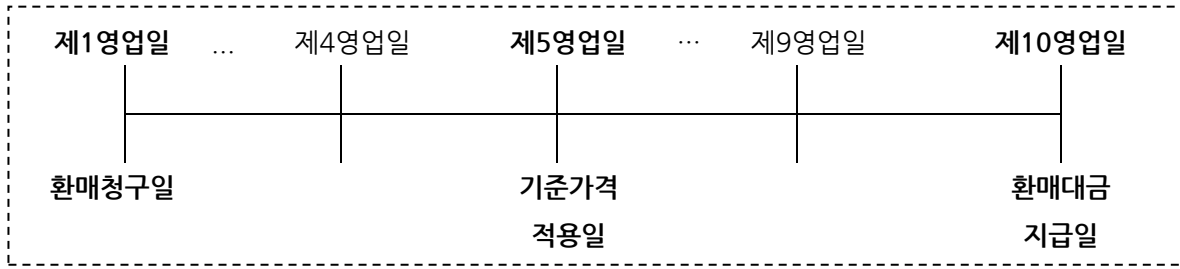 제1영업일 … 제4영업일 제5영업일 … 제9영업일 제10영업일
환매청구일 기준가격 환매대금
적용일 지급일